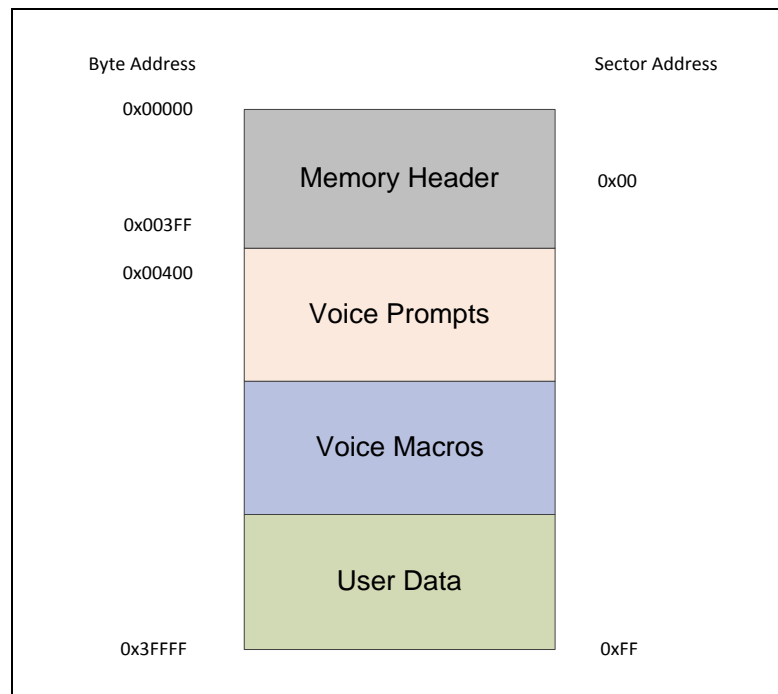 Byte Address
Sector Address
0x00000
Memory Header
0x00
0x003FF
0x00400
Voice Prompts
Voice Macros
User Data
0x3FFFF
0xFF